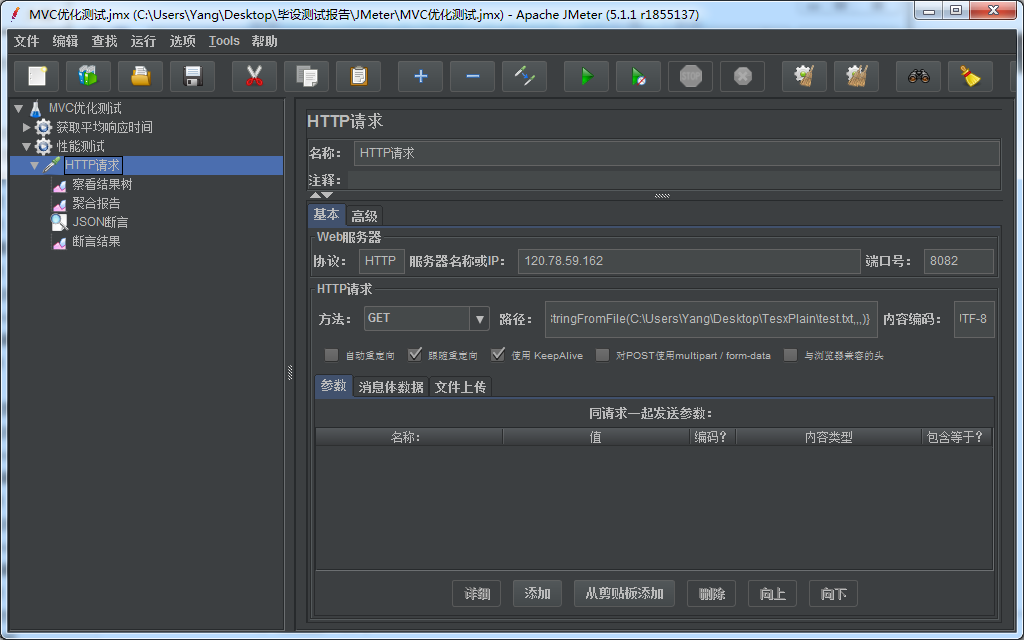 MVC优化测试.jmx (C:\Users\Yang\Desktop\毕设测试报告\JMeter\MVC优化测试.jmx) - Apache JMeter (5.1.1 r1855137)
文件 编辑 查找 运行 选项 Tools 帮助
STOP
MVC优化测试
获取平均响应时间
性能测试
HTTP请求
察看结果树
聚合报告
JSON断言
断言结果
HTTP请求
名称： HTTP请求
注释：
基本 高级
Web服务器
协议： HTTP 服务器名称或IP： 120.78.59.162 端口号： 8082
HTTP请求
方法： GET 路径： StringFromFile(C:\Users\Yang\Desktop\TesxPlain\test.txt,,,)} 内容编码： UTF-8
自动重定向 跟随重定向 使用 KeepAlive 对POST使用multipart / form-data 与浏览器兼容的头
参数 消息体数据 文件上传
同请求一起发送参数：
名称： 值 编码？ 内容类型 包含等于？
详细 添加 从剪贴板添加 删除 向上 向下